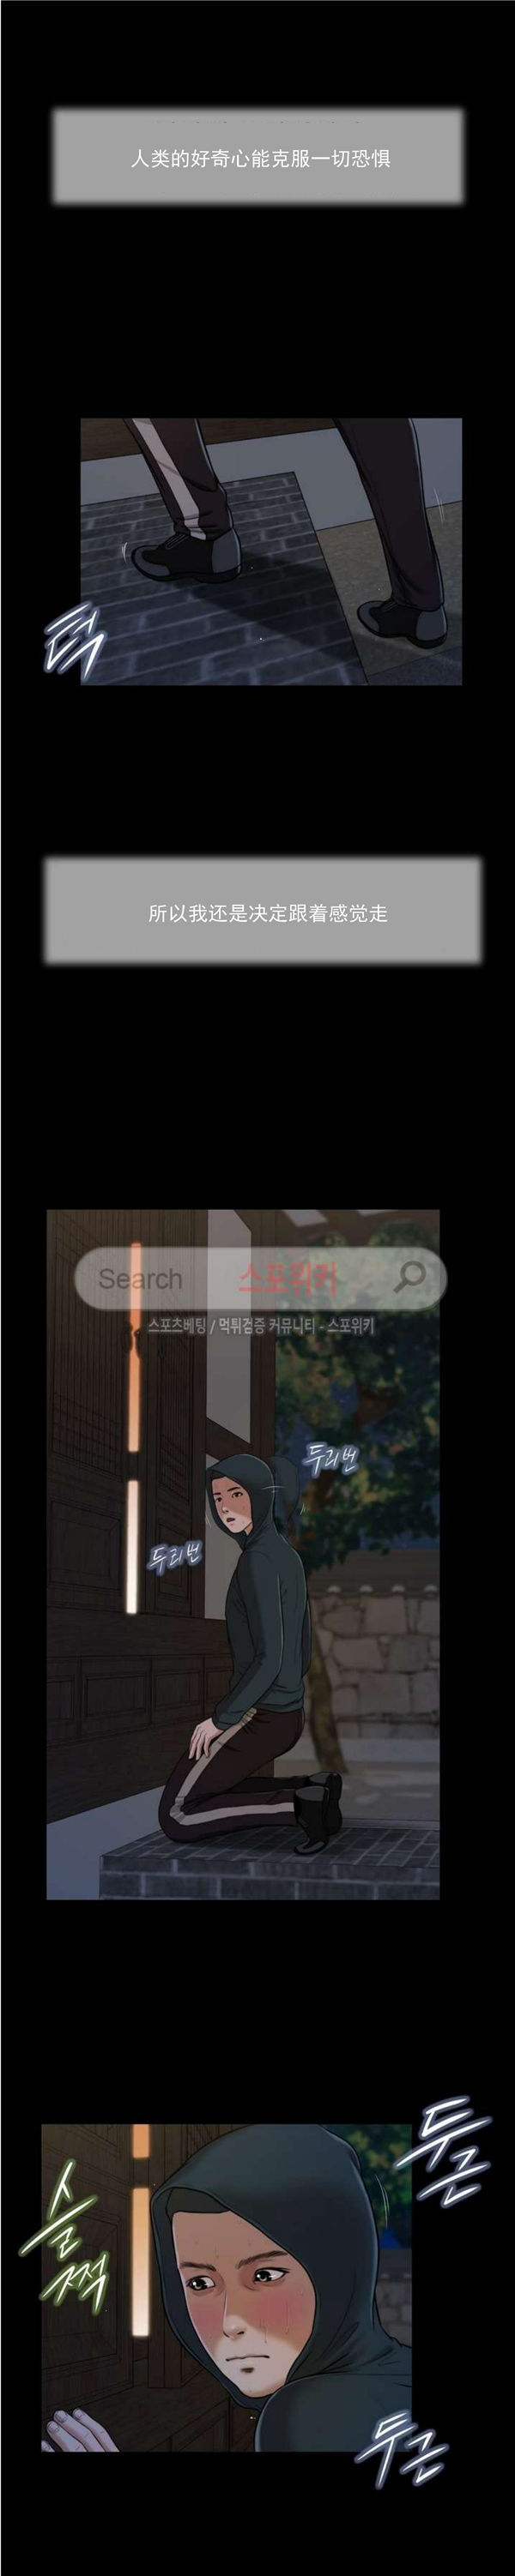 人类的好奇心能克服一切恐惧
턱
所以我还是决定跟着感觉走
Search 스포위키
스포츠베팅 / 먹튀검증 커뮤니티 - 스포위키
두리번
두리번
두근
슬쩍
두근